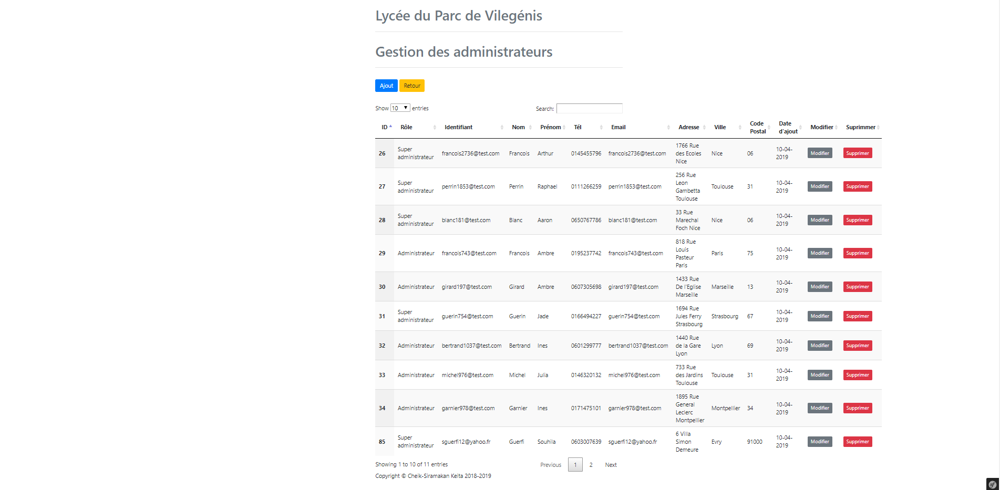 Lycée du Parc de Vilegénis
Gestion des administrateurs
Ajout Retour
Show 10 entries Search:
ID Rôle Identifiant Nom Prénom Tél Email Adresse Ville Code Postal Date d'ajout Modifier Suprimmer
26 Super administrateur francois2736@test.com Francois Arthur 0145455796 francois2736@test.com 1766 Rue des Ecoles Nice Nice 06 10-04-2019 Modifier Supprimer
27 Super administrateur perrin1853@test.com Perrin Raphael 0111266259 perrin1853@test.com 256 Rue Leon Gambetta Toulouse Toulouse 31 10-04-2019 Modifier Supprimer
28 Super administrateur blanc181@test.com Blanc Aaron 0650767786 blanc181@test.com 33 Rue Marechal Foch Nice Nice 06 10-04-2019 Modifier Supprimer
29 Administrateur francois743@test.com Francois Ambre 0195237742 francois743@test.com 818 Rue Louis Pasteur Paris Paris 75 10-04-2019 Modifier Supprimer
30 Administrateur girard197@test.com Girard Ambre 0607305698 girard197@test.com 1433 Rue De l'Eglise Marseille Marseille 13 10-04-2019 Modifier Supprimer
31 Super administrateur guerin754@test.com Guerin Jade 0166494227 guerin754@test.com 1694 Rue Jules Ferry Strasbourg Strasbourg 67 10-04-2019 Modifier Supprimer
32 Administrateur bertrand1037@test.com Bertrand Ines 0601299777 bertrand1037@test.com 1440 Rue de la Gare Lyon Lyon 69 10-04-2019 Modifier Supprimer
33 Administrateur michel976@test.com Michel Julia 0146320132 michel976@test.com 733 Rue des Jardins Toulouse Toulouse 31 10-04-2019 Modifier Supprimer
34 Administrateur garnier978@test.com Garnier Ines 0171475101 garnier978@test.com 1895 Rue General Leclerc Montpellier Montpellier 34 10-04-2019 Modifier Supprimer
85 Super administrateur sguerfi12@yahoo.fr Guerfi Souhila 0603007639 sguerfi12@yahoo.fr 6 Villa Simon Demeure Evry 91000 10-04-2019 Modifier Supprimer
Showing 1 to 10 of 11 entries Previous 1 2 Next
Copyright © Cheik-Siramakan Keita 2018-2019
sf